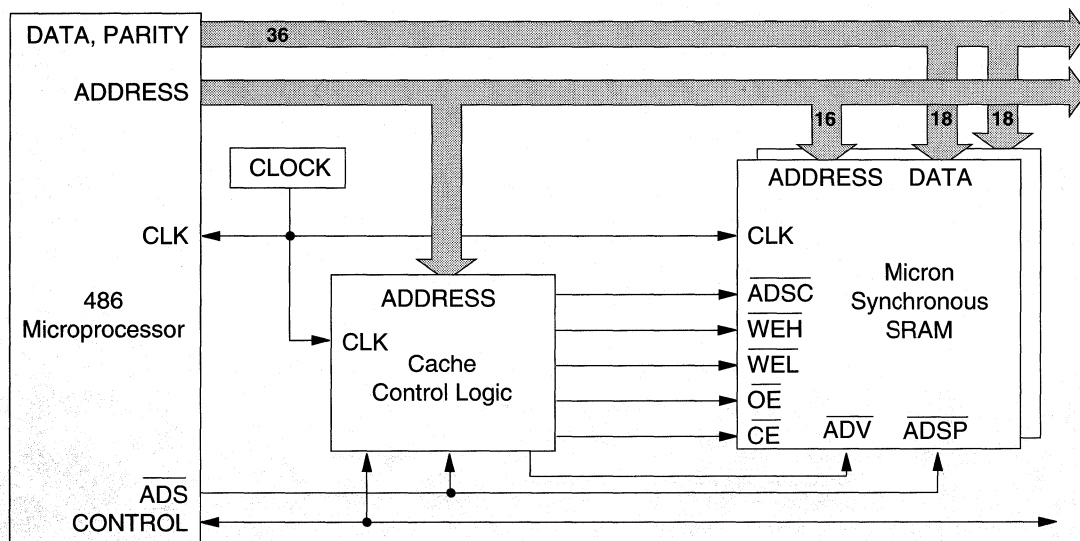 DATA, PARITY
36
ADDRESS
16
18
18
CLOCK
ADDRESS DATA
CLK
CLK
486
Microprocessor
ADDRESS
CLK
Cache
Control Logic
Micron
Synchronous
SRAM
ADSC
WEH
WEL
OE
CE
ADV
ADSP
ADS
CONTROL